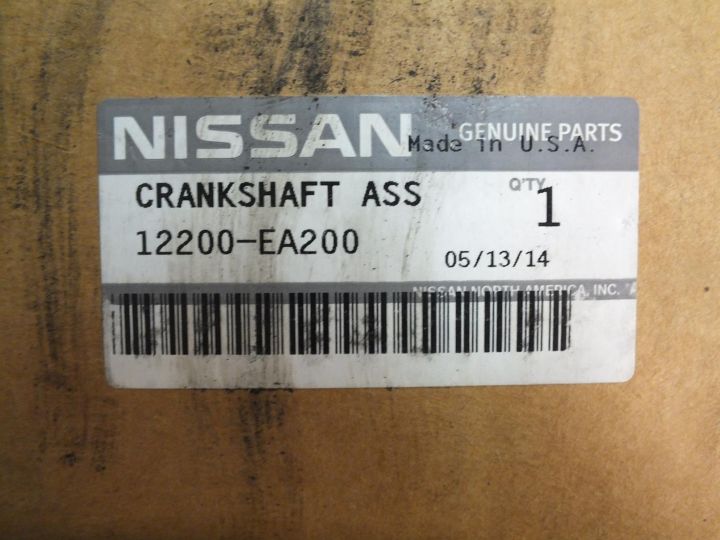 NISSAN GENUINE PARTS
Made in U.S.A.
CRANKSHAFT ASS Q'TY 1
12200-EA200
05/13/14
NISSAN NORTH AMERICA, INC.